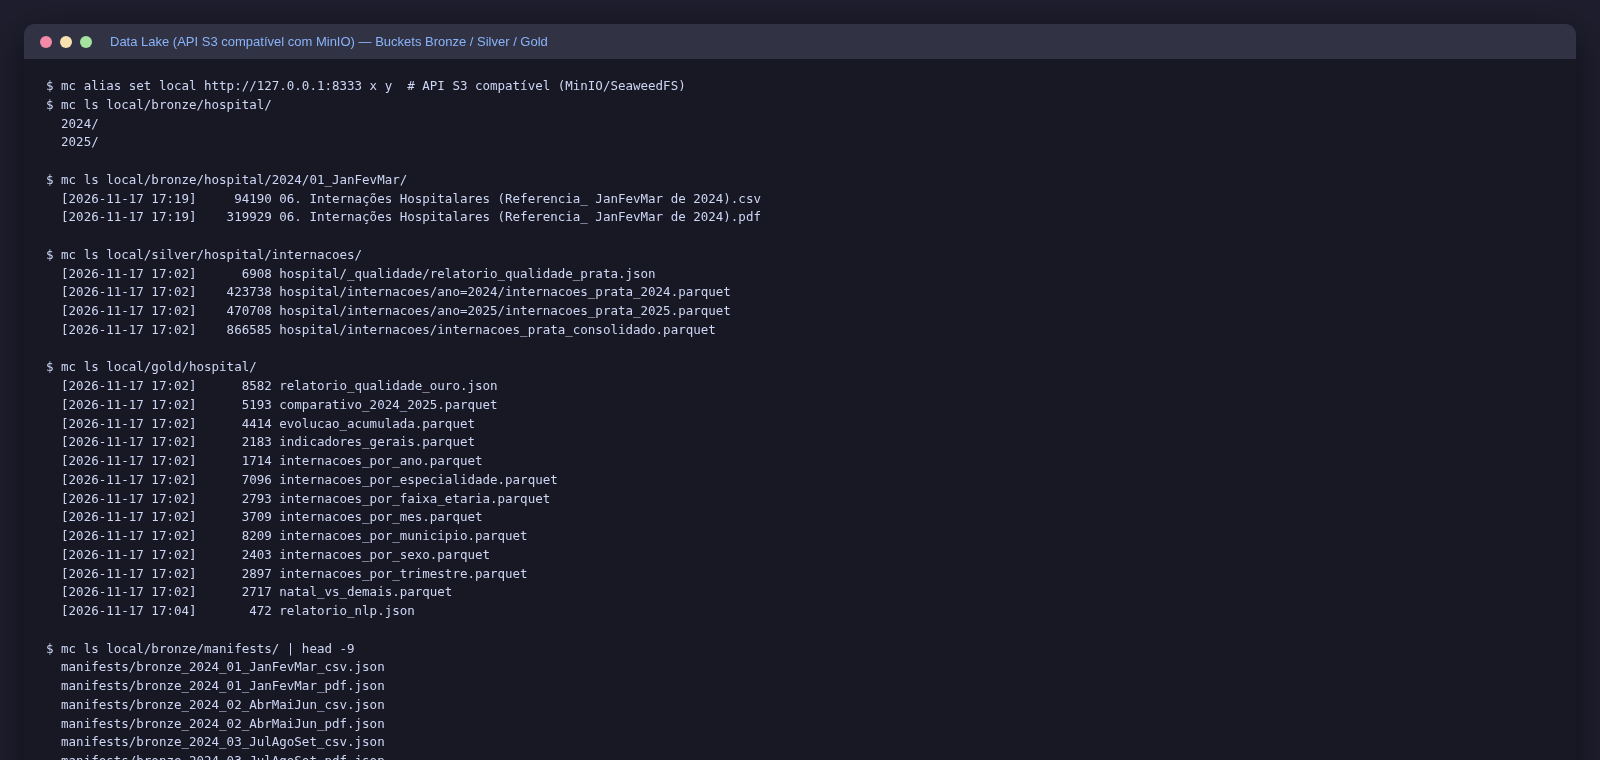 Data Lake (API S3 compatível com MinIO) — Buckets Bronze / Silver / Gold
$ mc alias set local http://127.0.0.1:8333 x y  # API S3 compatível (MinIO/SeaweedFS)
$ mc ls local/bronze/hospital/
  2024/
  2025/

$ mc ls local/bronze/hospital/2024/01_JanFevMar/
  [2026-11-17 17:19]     94190 06. Internações Hospitalares (Referencia_ JanFevMar de 2024).csv
  [2026-11-17 17:19]    319929 06. Internações Hospitalares (Referencia_ JanFevMar de 2024).pdf

$ mc ls local/silver/hospital/internacoes/
  [2026-11-17 17:02]      6908 hospital/_qualidade/relatorio_qualidade_prata.json
  [2026-11-17 17:02]    423738 hospital/internacoes/ano=2024/internacoes_prata_2024.parquet
  [2026-11-17 17:02]    470708 hospital/internacoes/ano=2025/internacoes_prata_2025.parquet
  [2026-11-17 17:02]    866585 hospital/internacoes/internacoes_prata_consolidado.parquet

$ mc ls local/gold/hospital/
  [2026-11-17 17:02]      8582 relatorio_qualidade_ouro.json
  [2026-11-17 17:02]      5193 comparativo_2024_2025.parquet
  [2026-11-17 17:02]      4414 evolucao_acumulada.parquet
  [2026-11-17 17:02]      2183 indicadores_gerais.parquet
  [2026-11-17 17:02]      1714 internacoes_por_ano.parquet
  [2026-11-17 17:02]      7096 internacoes_por_especialidade.parquet
  [2026-11-17 17:02]      2793 internacoes_por_faixa_etaria.parquet
  [2026-11-17 17:02]      3709 internacoes_por_mes.parquet
  [2026-11-17 17:02]      8209 internacoes_por_municipio.parquet
  [2026-11-17 17:02]      2403 internacoes_por_sexo.parquet
  [2026-11-17 17:02]      2897 internacoes_por_trimestre.parquet
  [2026-11-17 17:02]      2717 natal_vs_demais.parquet
  [2026-11-17 17:04]       472 relatorio_nlp.json

$ mc ls local/bronze/manifests/ | head -9
  manifests/bronze_2024_01_JanFevMar_csv.json
  manifests/bronze_2024_01_JanFevMar_pdf.json
  manifests/bronze_2024_02_AbrMaiJun_csv.json
  manifests/bronze_2024_02_AbrMaiJun_pdf.json
  manifests/bronze_2024_03_JulAgoSet_csv.json
  manifests/bronze_2024_03_JulAgoSet_pdf.json